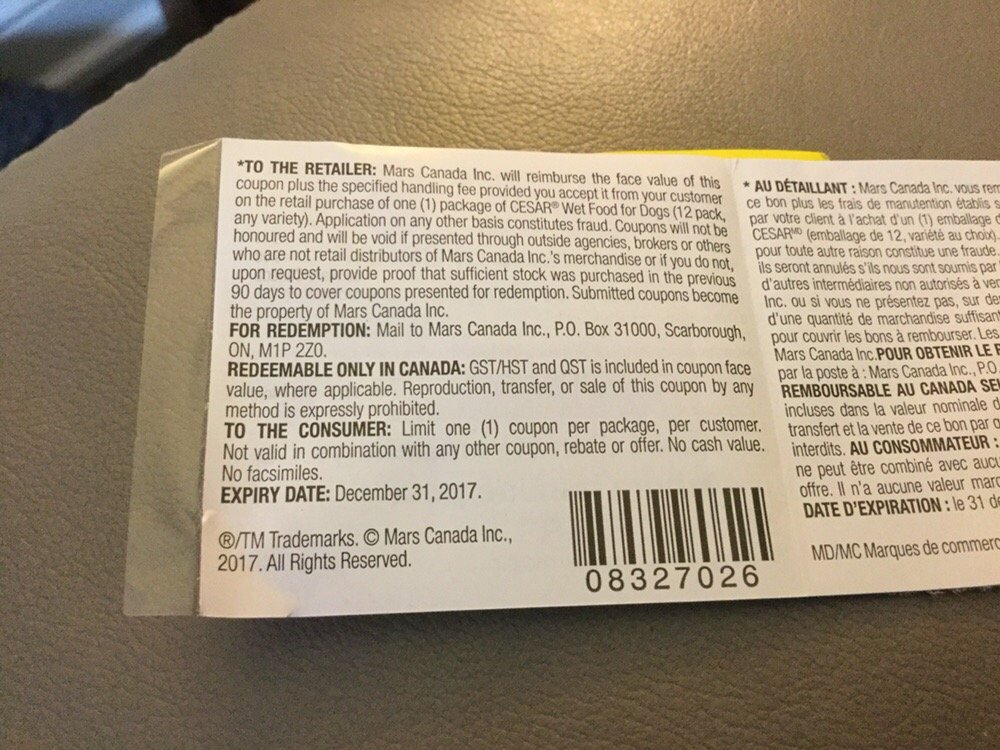 *TO THE RETAILER: Mars Canada Inc. will reimburse the face value of this
coupon plus the specified handling fee provided you accept it from your customer
on the retail purchase of one (1) package of CESAR® Wet Food for Dogs (12 pack,
any variety). Application on any other basis constitutes fraud. Coupons will not be
honoured and will be void if presented through outside agencies, brokers or others
who are not retail distributors of Mars Canada Inc.'s merchandise or if you do not,
upon request, provide proof that sufficient stock was purchased in the previous
90 days to cover coupons presented for redemption. Submitted coupons become
the property of Mars Canada Inc.
FOR REDEMPTION: Mail to Mars Canada Inc., P.O. Box 31000, Scarborough,
ON, M1P 2Z0.
REDEEMABLE ONLY IN CANADA: GST/HST and QST is included in coupon face
value, where applicable. Reproduction, transfer, or sale of this coupon by any
method is expressly prohibited.
TO THE CONSUMER: Limit one (1) coupon per package, per customer.
Not valid in combination with any other coupon, rebate or offer. No cash value.
No facsimiles.
EXPIRY DATE: December 31, 2017.
®/TM Trademarks. © Mars Canada Inc.,
2017. All Rights Reserved.
08327026
* AU DÉTAILLANT : Mars Canada Inc. vous rem
ce bon plus les frais de manutention établis s
par votre client à l'achat d'un (1) emballage
CESARMD (emballage de 12, variété au choix).
pour toute autre raison constitue une fraude.
Ils seront annulés s'ils nous sont soumis par
d'autres intermédiaires non autorisés à ver
Inc. ou si vous ne présentez pas, sur de
d'une quantité de marchandise suffisant
pour couvrir les bons à rembourser. Les
Mars Canada Inc.POUR OBTENIR LE
par la poste à : Mars Canada Inc., P.O.
REMBOURSABLE AU CANADA SE
incluses dans la valeur nominale d
transfert et la vente de ce bon par
interdits. AU CONSOMMATEUR :
ne peut être combiné avec aucu
offre. Il n'a aucune valeur marc
DATE D'EXPIRATION : le 31 d
MD/MC Marques de commerc